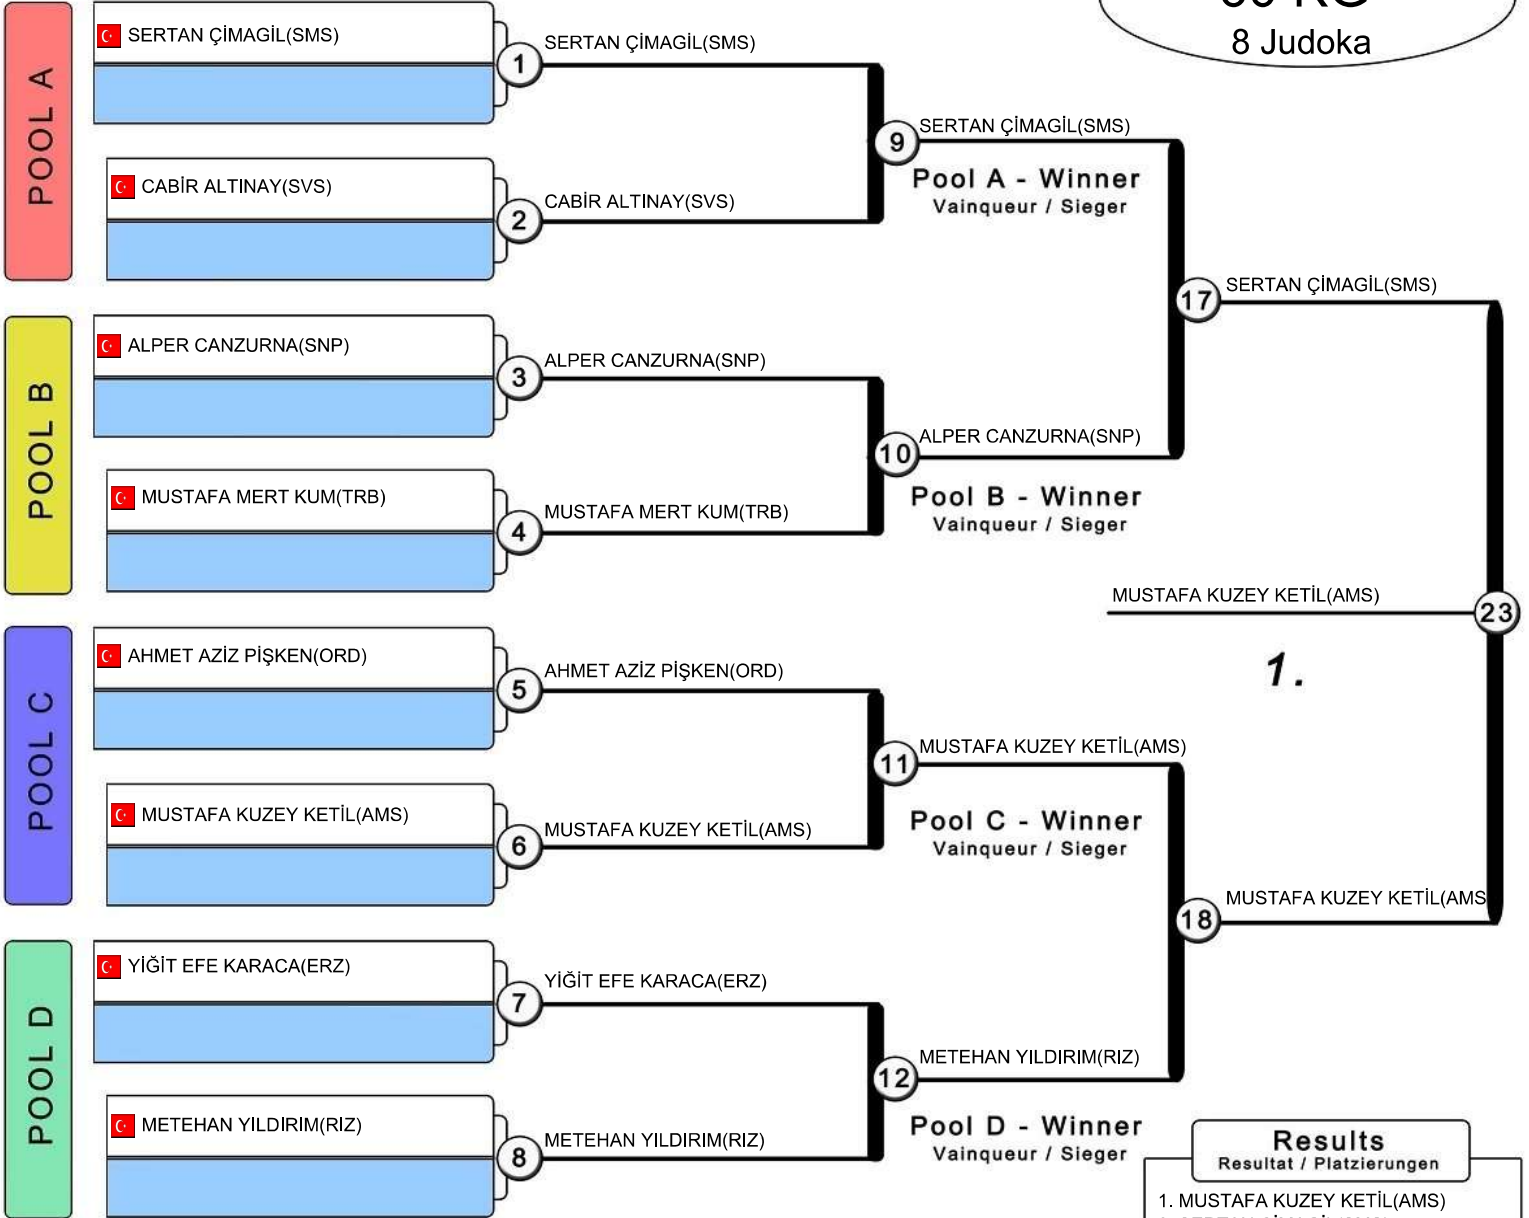 KG
8 Judoka
POOL A
SERTAN ÇİMAGİL(SMS)
1
SERTAN ÇİMAGİL(SMS)
CABİR ALTINAY(SVS)
2
CABİR ALTINAY(SVS)
9
SERTAN ÇİMAGİL(SMS)
Pool A - Winner
Vainqueur / Sieger
17
SERTAN ÇİMAGİL(SMS)
POOL B
ALPER CANZURNA(SNP)
3
ALPER CANZURNA(SNP)
MUSTAFA MERT KUM(TRB)
4
MUSTAFA MERT KUM(TRB)
10
ALPER CANZURNA(SNP)
Pool B - Winner
Vainqueur / Sieger
MUSTAFA KUZEY KETİL(AMS)
23
1.
POOL C
AHMET AZİZ PİŞKEN(ORD)
5
AHMET AZİZ PİŞKEN(ORD)
MUSTAFA KUZEY KETİL(AMS)
6
MUSTAFA KUZEY KETİL(AMS)
11
MUSTAFA KUZEY KETİL(AMS)
Pool C - Winner
Vainqueur / Sieger
18
MUSTAFA KUZEY KETİL(AMS
POOL D
YİĞİT EFE KARACA(ERZ)
7
YİĞİT EFE KARACA(ERZ)
METEHAN YILDIRIM(RIZ)
8
METEHAN YILDIRIM(RIZ)
12
METEHAN YILDIRIM(RIZ)
Pool D - Winner
Vainqueur / Sieger
Results
Resultat / Platzierungen
1. MUSTAFA KUZEY KETİL(AMS)